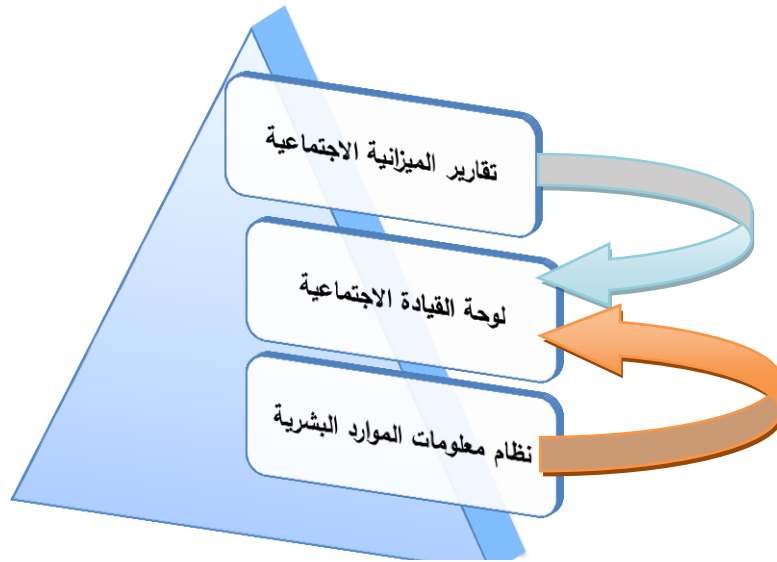 تقارير الميزانية الاجتماعية
لوحة القيادة الاجتماعية
نظام معلومات الموارد البشرية